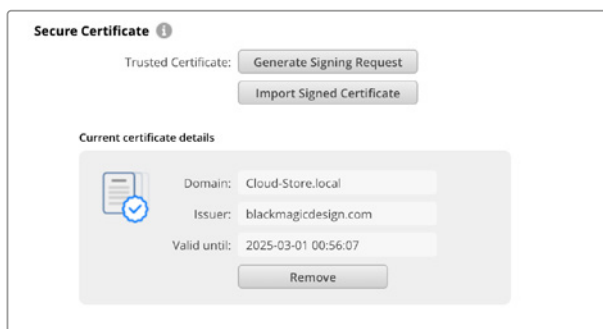 Secure Certificate
Trusted Certificate: Generate Signing Request
Import Signed Certificate
Current certificate details
Domain: Cloud-Store.local
Issuer: blackmagicdesign.com
Valid until: 2025-03-01 00:56:07
Remove